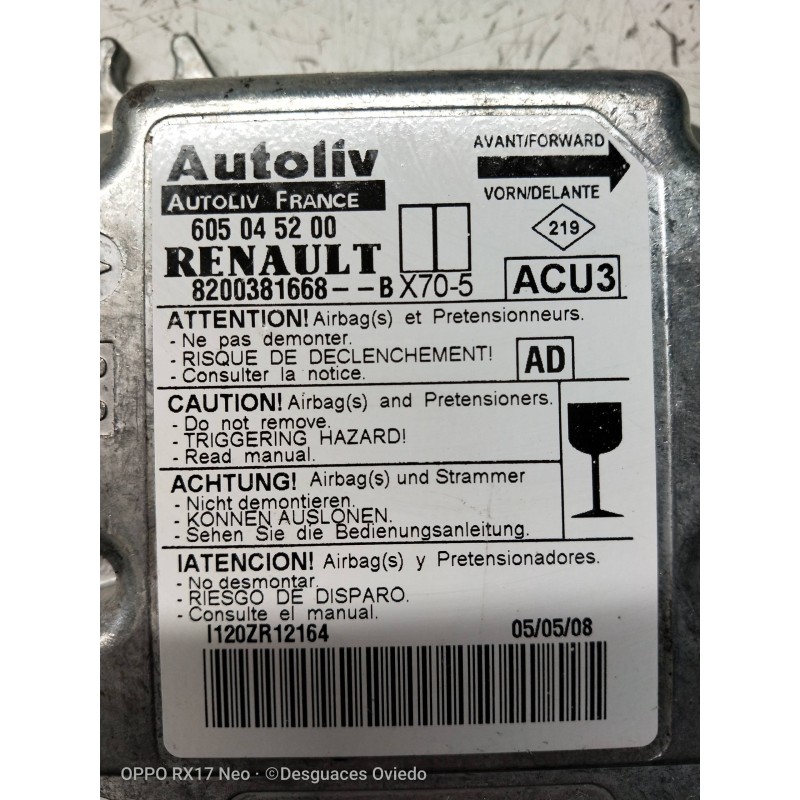 Autoliv
AUTOLIV FRANCE
605 04 52 00
RENAULT
8200381668--B X70-5
AVANT/FORWARD
VORN/DELANTE
219
ACU3
ATTENTION! Airbag(s) et Pretensionneurs.
- Ne pas demonter.
- RISQUE DE DECLENCHEMENT!
- Consulter la notice.
AD
CAUTION! Airbag(s) and Pretensioners.
- Do not remove.
- TRIGGERING HAZARD!
- Read manual.
ACHTUNG! Airbag(s) und Strammer
- Nicht demontieren.
- KONNEN AUSLONEN.
- Sehen Sie die Bedienungsanleitung.
IATENCION! Airbag(s) y Pretensionadores.
- No desmontar.
- RIESGO DE DISPARO.
- Consulte el manual.
I120ZR12164 05/05/08
OPPO RX17 Neo · ©Desguaces Oviedo